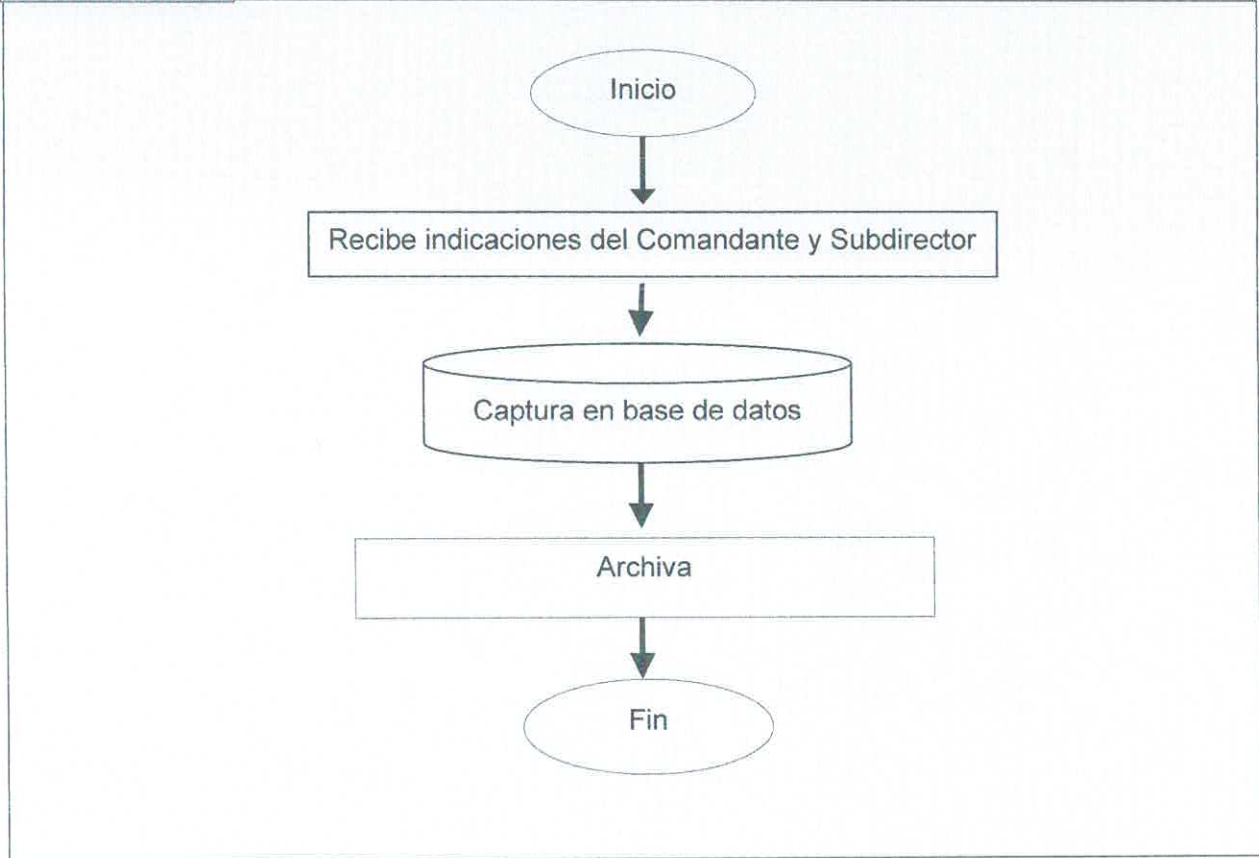 Inicio
Recibe indicaciones del Comandante y Subdirector
Captura en base de datos
Archiva
Fin